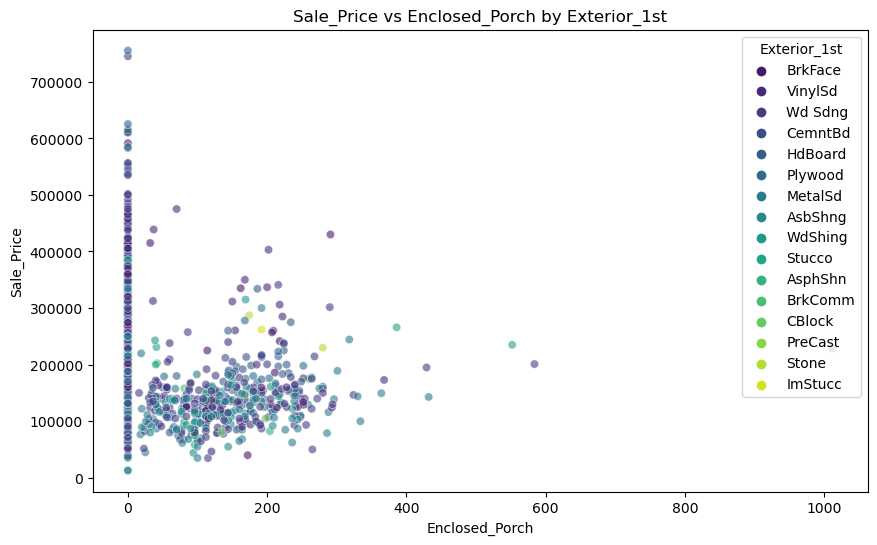 Sale_Price vs Enclosed_Porch by Exterior_1st
Sale_Price
700000
600000
500000
400000
300000
200000
100000
0
Exterior_1st
BrkFace
VinylSd
Wd Sdng
CemntBd
HdBoard
Plywood
MetalSd
AsbShng
WdShing
Stucco
AsphShn
BrkComm
CBlock
PreCast
Stone
ImStucc
0
200
400
600
800
1000
Enclosed_Porch